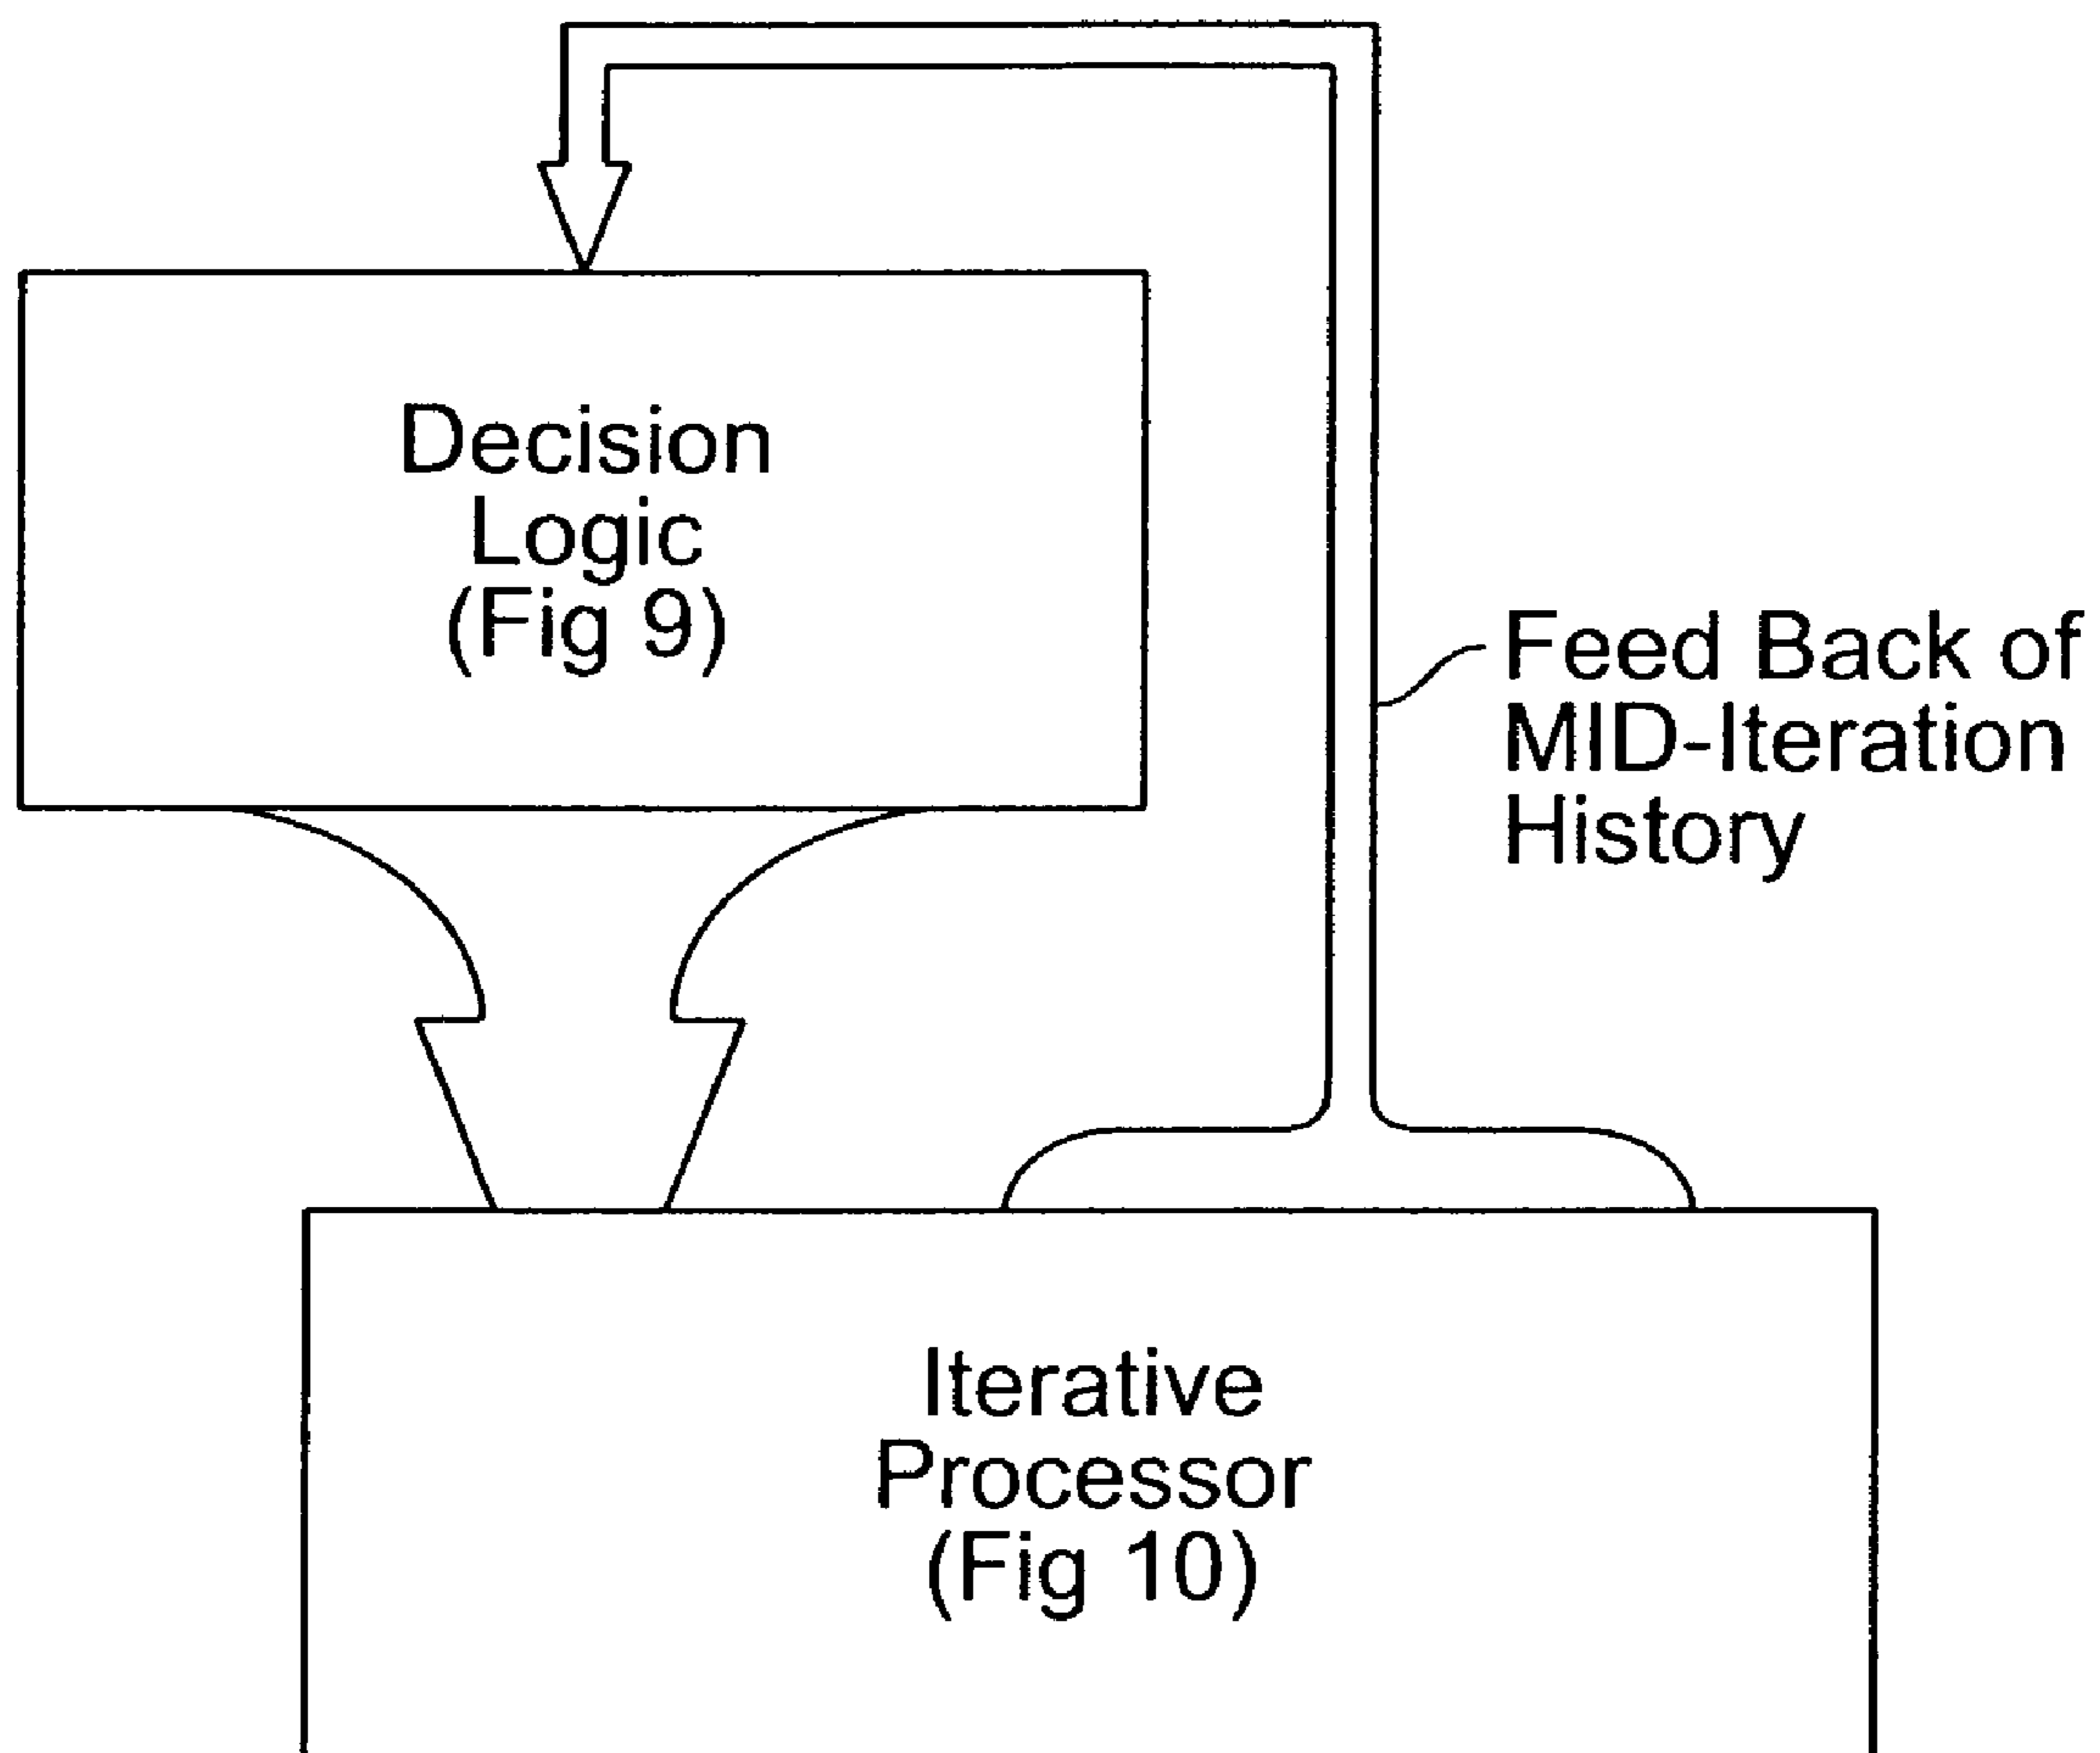 Decision
Logic
(Fig 9)
Feed Back of
MID-Iteration
History
Iterative
Processor
(Fig 10)